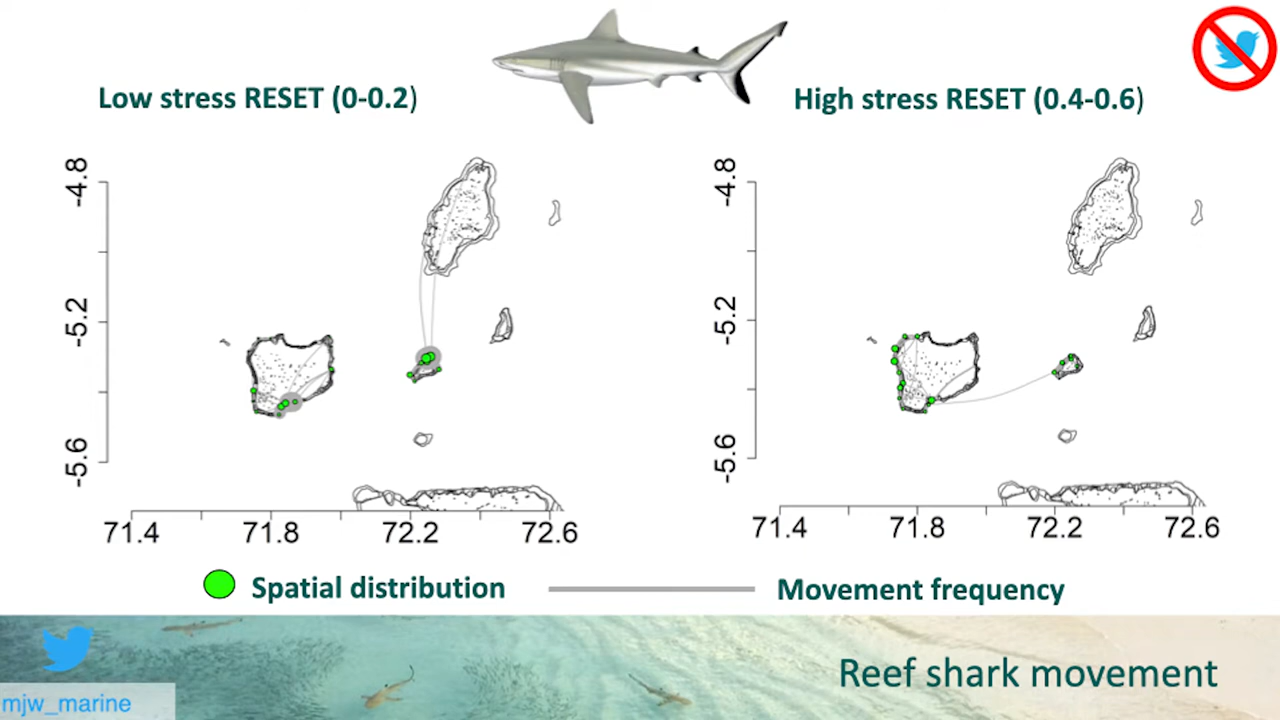 Low stress RESET (0-0.2)
High stress RESET (0.4-0.6)
-4.8
-5.2
-5.6
71.4 71.8 72.2 72.6
-4.8
-5.2
-5.6
71.4 71.8 72.2 72.6
Spatial distribution
Movement frequency
Reef shark movement
mjw_marine